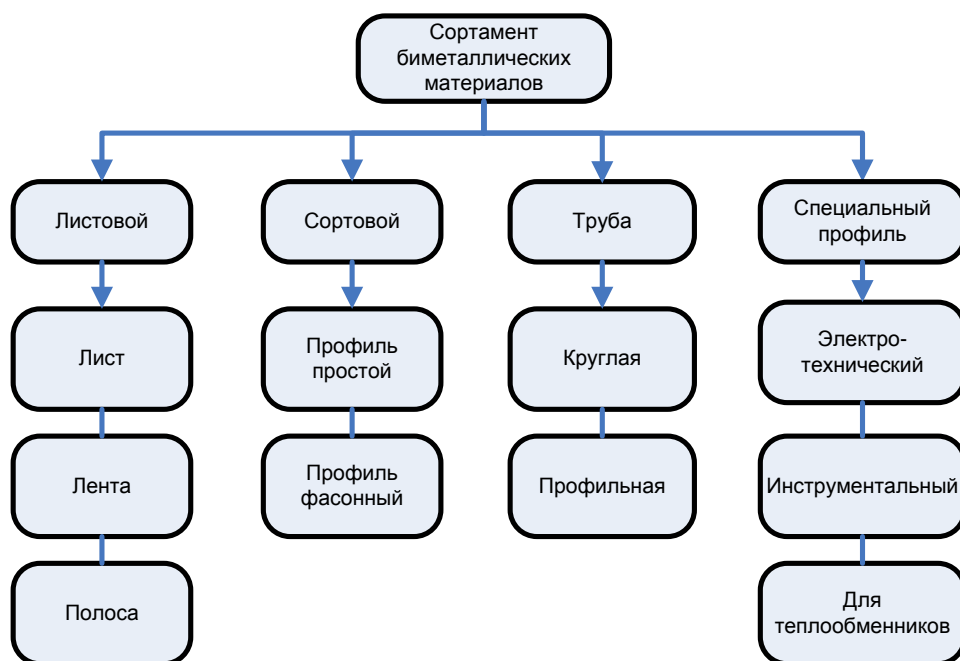 Сортамент
биметаллических
материалов
Листовой
Сортовой
Труба
Специальный
профиль
Лист
Профиль
простой
Круглая
Электро-
технический
Лента
Профиль
фасонный
Профильная
Инструментальный
Полоса
Для
теплообменников